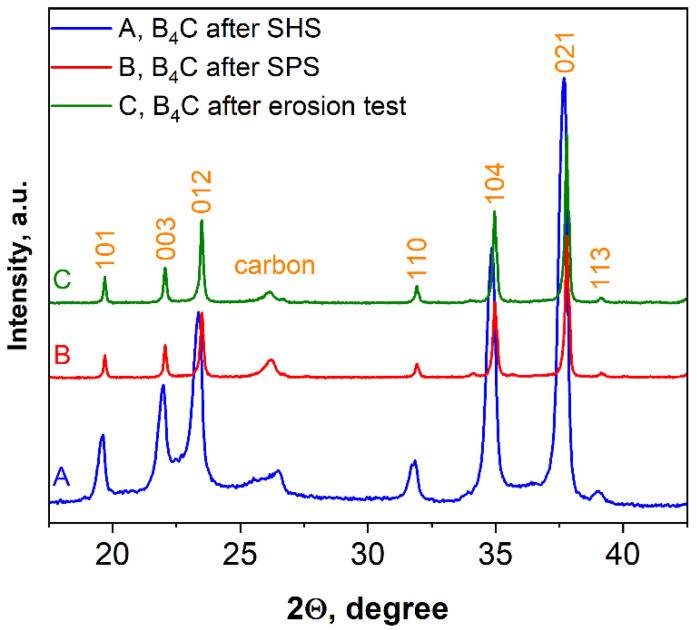 A, B₄C after SHS
B, B₄C after SPS
C, B₄C after erosion test
021
012
104
101
003
carbon
110
113
C
B
A
Intensity, a.u.
20 25 30 35 40
2Θ, degree